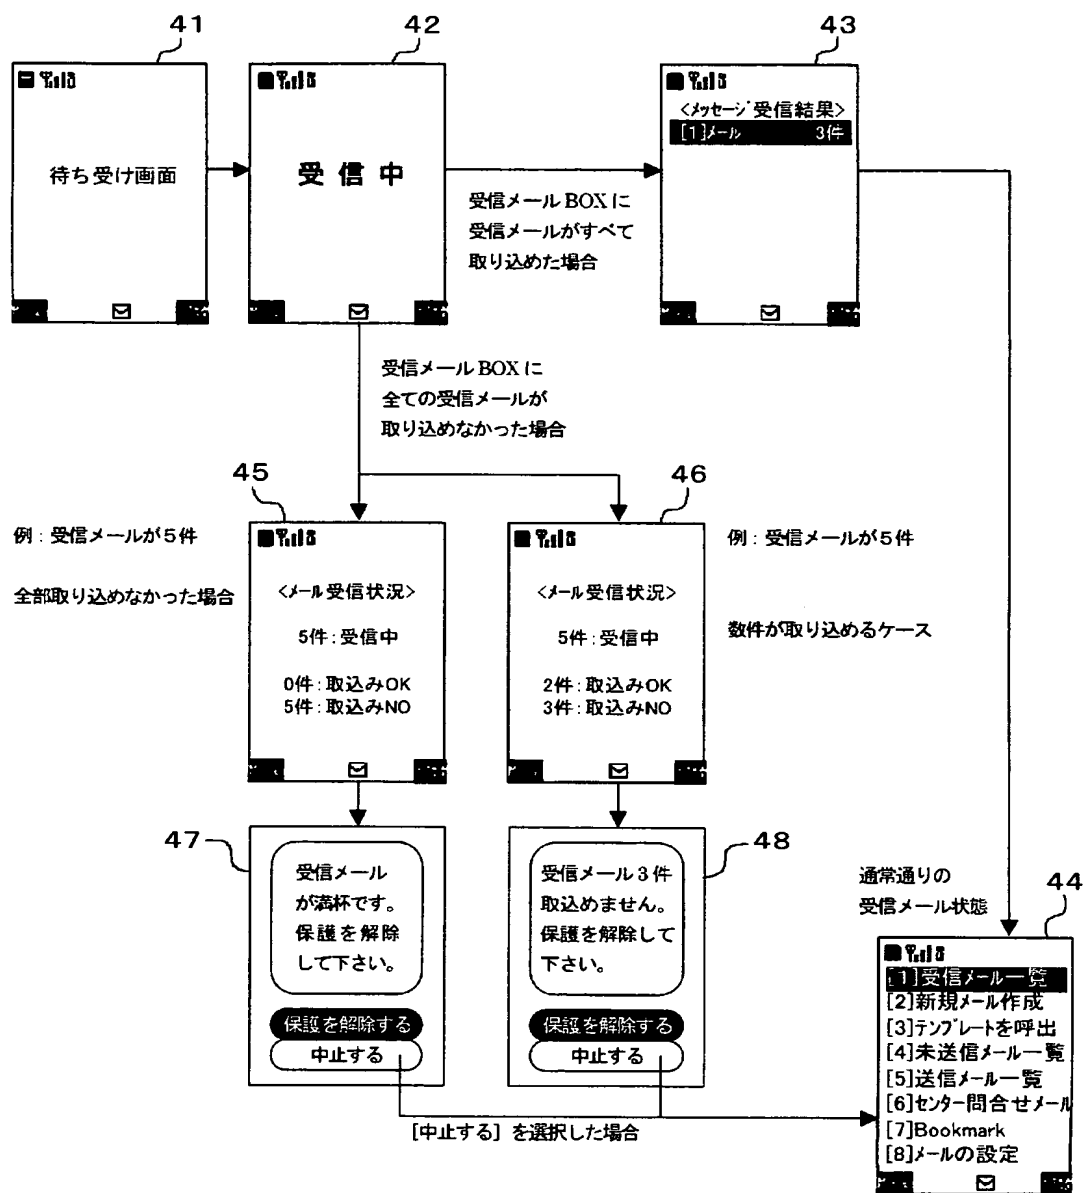 41
42
43
待ち受け画面
受信中
<メッセージ受信結果>
[1]メール 3件
受信メール BOX に
受信メールがすべて
取り込めた場合
受信メール BOX に
全ての受信メールが
取り込めなかった場合
45
46
例：受信メールが５件
全部取り込めなかった場合
<メール受信状況>
5件：受信中
0件：取込みOK
5件：取込みNO
<メール受信状況>
5件：受信中
2件：取込みOK
3件：取込みNO
例：受信メールが５件
数件が取り込めるケース
47
受信メール
が満杯です。
保護を解除
して下さい。
保護を解除する
中止する
48
受信メール３件
取込めません。
保護を解除して
下さい。
保護を解除する
中止する
[中止する] を選択した場合
通常通りの
受信メール状態
44
[1]受信メール一覧
[2]新規メール作成
[3]テンプレートを呼出
[4]未送信メール一覧
[5]送信メール一覧
[6]センター問合せメール
[7]Bookmark
[8]メールの設定